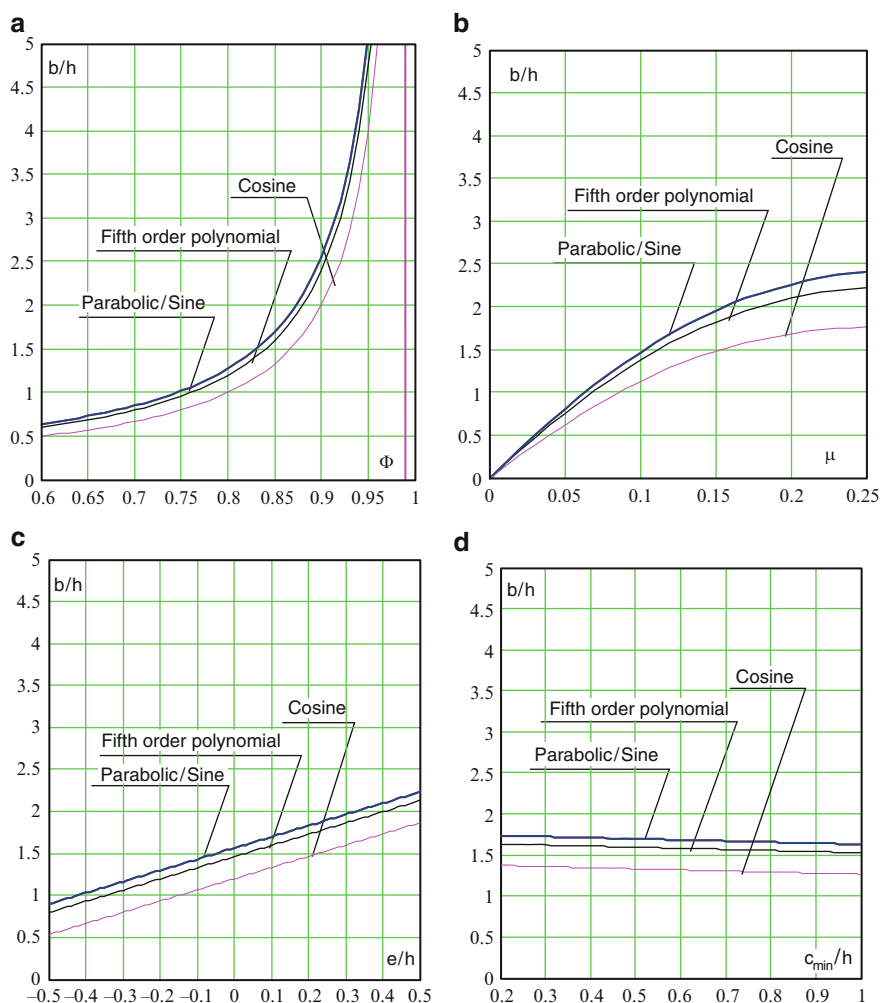 a
5
b/h
4.5
4
3.5
3
2.5
2
1.5
1
0.5
0
Cosine
Fifth order polynomial
Parabolic/Sine
Φ
0.6 0.65 0.7 0.75 0.8 0.85 0.9 0.95 1
b
5
b/h
4.5
4
3.5
3
2.5
2
1.5
1
0.5
0
Cosine
Fifth order polynomial
Parabolic/Sine
μ
0 0.05 0.1 0.15 0.2 0.25
c
5
b/h
4.5
4
3.5
3
2.5
2
1.5
1
0.5
0
Cosine
Fifth order polynomial
Parabolic/Sine
e/h
−0.5 −0.4 −0.3 −0.2 −0.1 0 0.1 0.2 0.3 0.4 0.5
d
5
b/h
4.5
4
3.5
3
2.5
2
1.5
1
0.5
0
Cosine
Fifth order polynomial
Parabolic/Sine
cmin/h
0.2 0.3 0.4 0.5 0.6 0.7 0.8 0.9 1